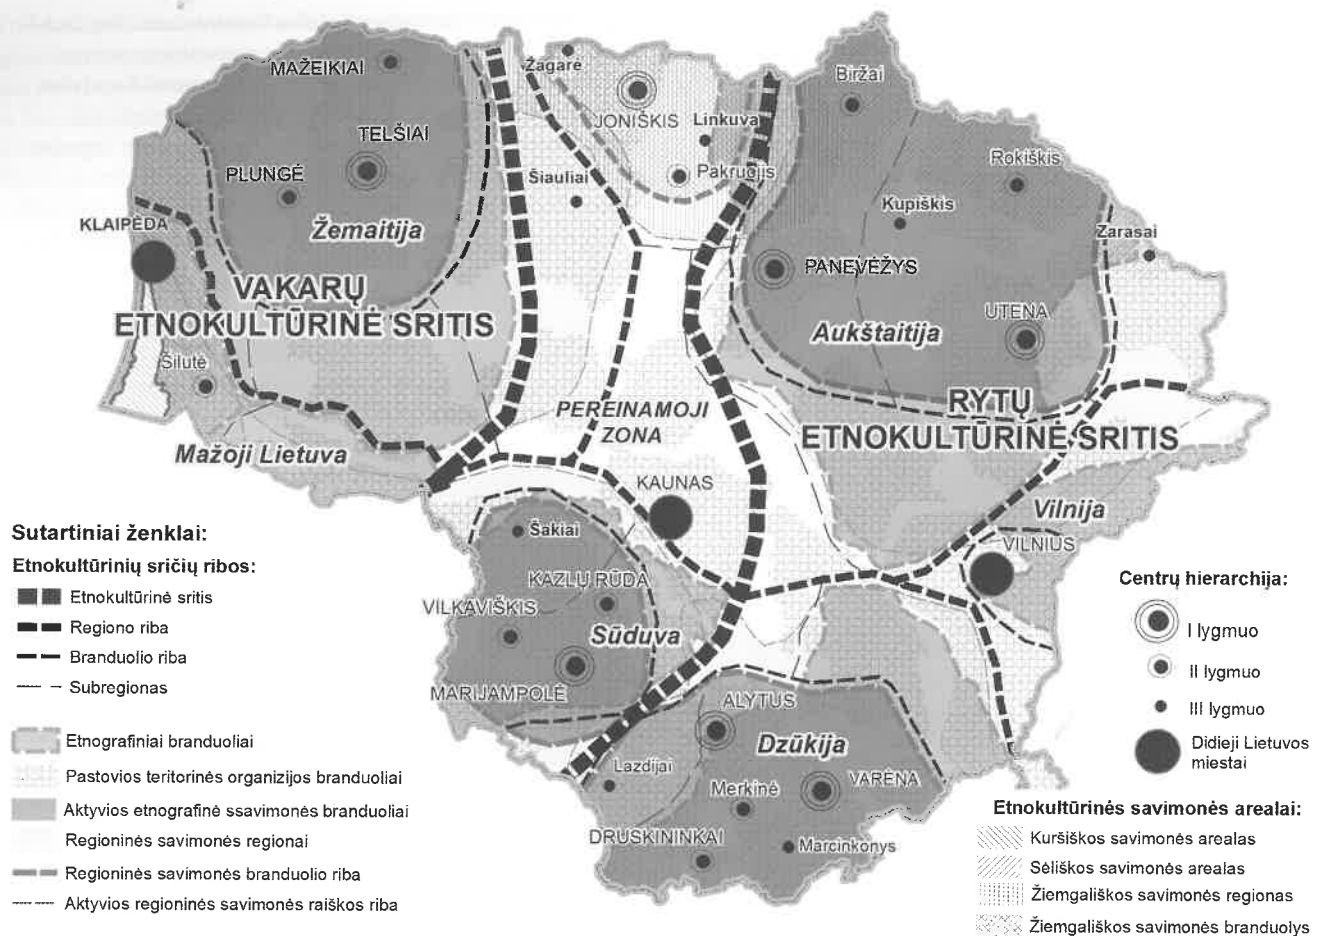 MAŽEIKIAI
Žagarė
JONIŠKIS
Linkuva
Pakruojis
Biržai
Rokiškis
Kupiškis
Zarasai
TELŠIAI
PLUNGĖ
Šiauliai
Žemaitija
KLAIPĖDA
PANEVĖŽYS
UTENA
Aukštaitija
VAKARŲ
ETNOKULTŪRINĖ SRITIS
Šilutė
Mažoji Lietuva
PEREINAMOJI
ZONA
RYTŲ
ETNOKULTŪRINĖ SRITIS
KAUNAS
Vilnija
VILNIUS
Šakiai
KAZLŲ RŪDA
VILKAVIŠKIS
Sūduva
MARIJAMPOLĖ
ALYTUS
Dzūkija
Lazdijai
Merkinė
VARĖNA
DRUSKININKAI
Marcinkonys
Sutartiniai ženklai:
Etnokultūrinių sričių ribos:
Etnokultūrinė sritis
Regiono riba
Branduolio riba
Subregionas
Etnografiniai branduoliai
Pastovios teritorinės organizijos branduoliai
Aktyvios etnografinė ssavimonės branduoliai
Regioninės savimonės regionai
Regioninės savimonės branduolio riba
Aktyvios regioninės savimonės raiškos riba
Centrų hierarchija:
I lygmuo
II lygmuo
III lygmuo
Didieji Lietuvos
miestai
Etnokultūrinės savimonės arealai:
Kuršiškos savimonės arealas
Sėliškos savimonės arealas
Žiemgališkos savimonės regionas
Žiemgališkos savimonės branduolys